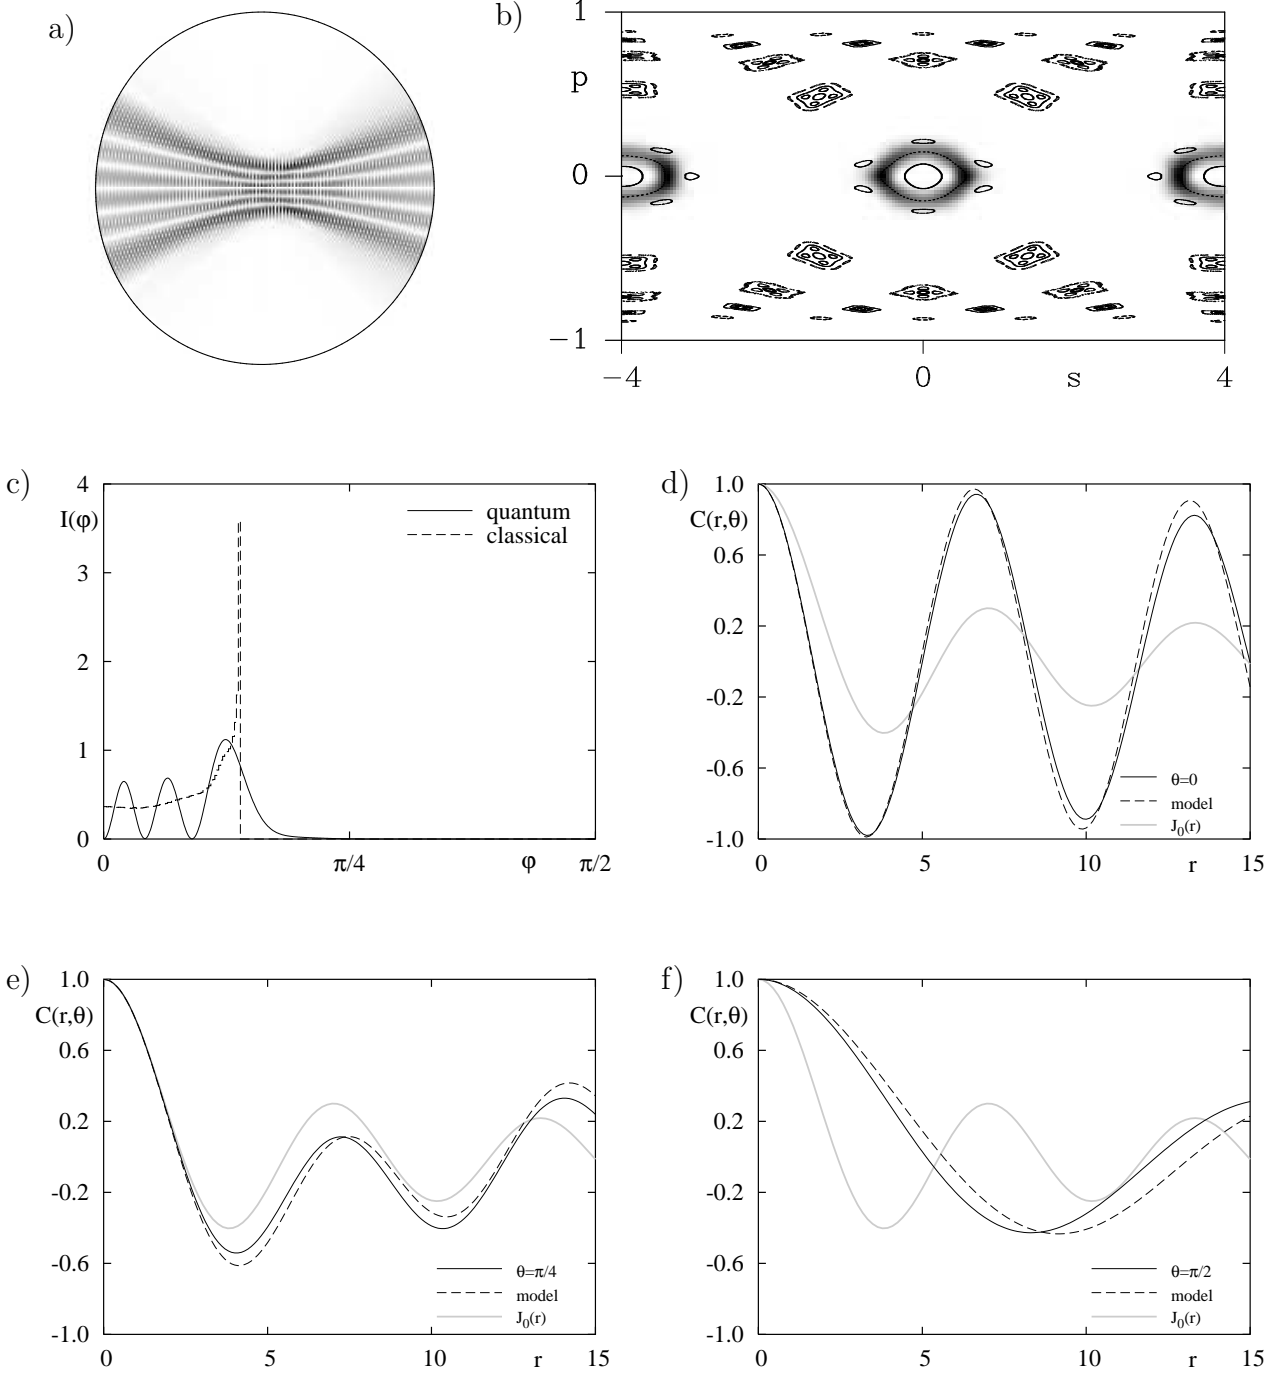 a)
b)
1
p
0
−1
−4
0
s
4
c)
4
I(φ)
3
2
1
0
quantum
classical
0
π/4
φ
π/2
d)
1.0
C(r,θ)
0.6
0.2
-0.2
-0.6
-1.0
θ=0
model
J₀(r)
0
5
10
r
15
e)
1.0
C(r,θ)
0.6
0.2
-0.2
-0.6
-1.0
θ=π/4
model
J₀(r)
0
5
10
r
15
f)
1.0
C(r,θ)
0.6
0.2
-0.2
-0.6
-1.0
θ=π/2
model
J₀(r)
0
5
10
r
15